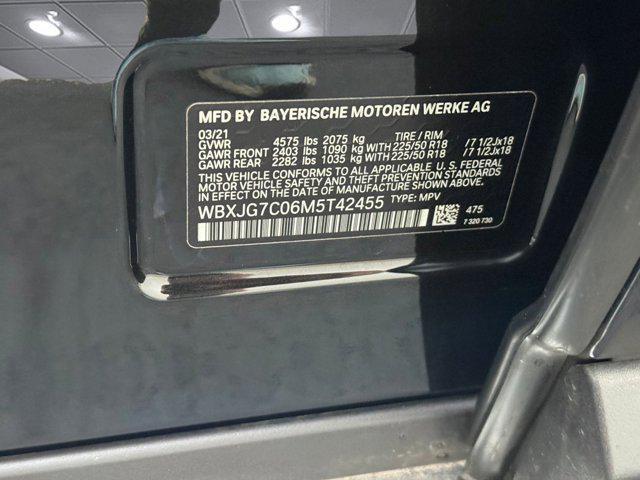 MFD BY BAYERISCHE MOTOREN WERKE AG
03/21
GVWR 4575 lbs 2075 kg TIRE / RIM
GAWR FRONT 2403 lbs 1090 kg WITH 225/50 R18 /7 1/2Jx18
GAWR REAR 2282 lbs 1035 kg WITH 225/50 R18 /7 1/2Jx18
THIS VEHICLE CONFORMS TO ALL APPLICABLE U. S. FEDERAL
MOTOR VEHICLE SAFETY, BUMPER, AND THEFT PREVENTION STANDARDS
IN EFFECT ON THE DATE OF MANUFACTURE SHOWN ABOVE.
WBXJG7C06M5T42455 TYPE: MPV
475
7 320 730